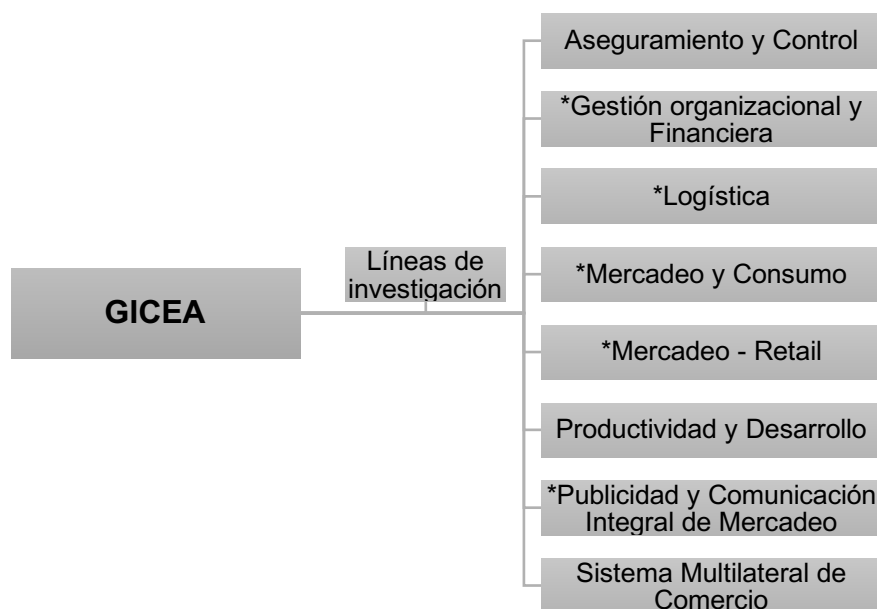 GICEA
Líneas de
investigación
Aseguramiento y Control
*Gestión organizacional y
Financiera
*Logística
*Mercadeo y Consumo
*Mercadeo - Retail
Productividad y Desarrollo
*Publicidad y Comunicación
Integral de Mercadeo
Sistema Multilateral de
Comercio